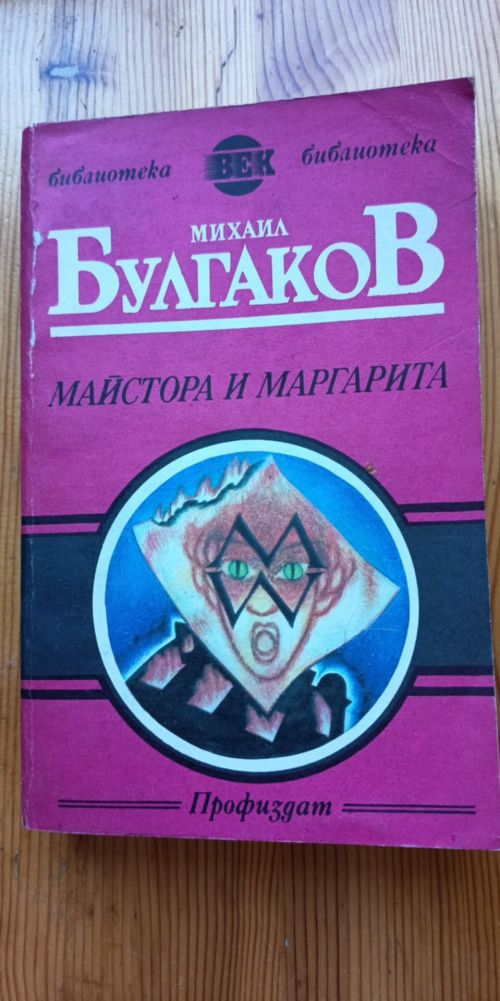 библиотека ВЕК библиотека
МИХАИЛ
БУЛГАКОВ
МАЙСТОРА И МАРГАРИТА
Профиздат